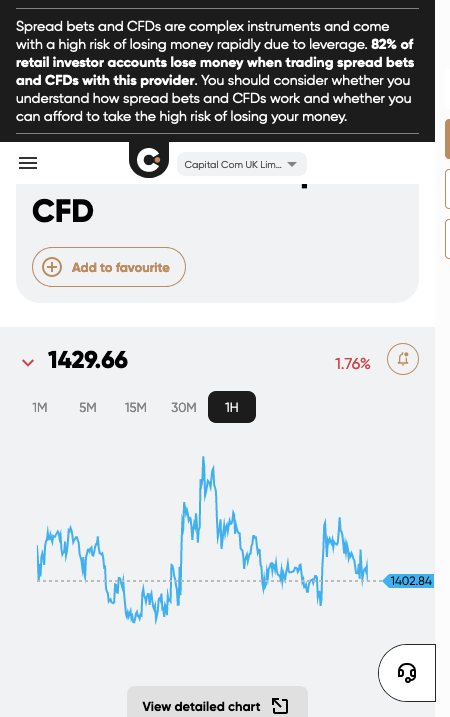 Spread bets and CFDs are complex instruments and come
with a high risk of losing money rapidly due to leverage. 82% of
retail investor accounts lose money when trading spread bets
and CFDs with this provider. You should consider whether you
understand how spread bets and CFDs work and whether you
can afford to take the high risk of losing your money.
Capital Com UK Lim...
CFD
Add to favourite
1429.66
1.76%
1M 5M 15M 30M 1H
1402.84
View detailed chart